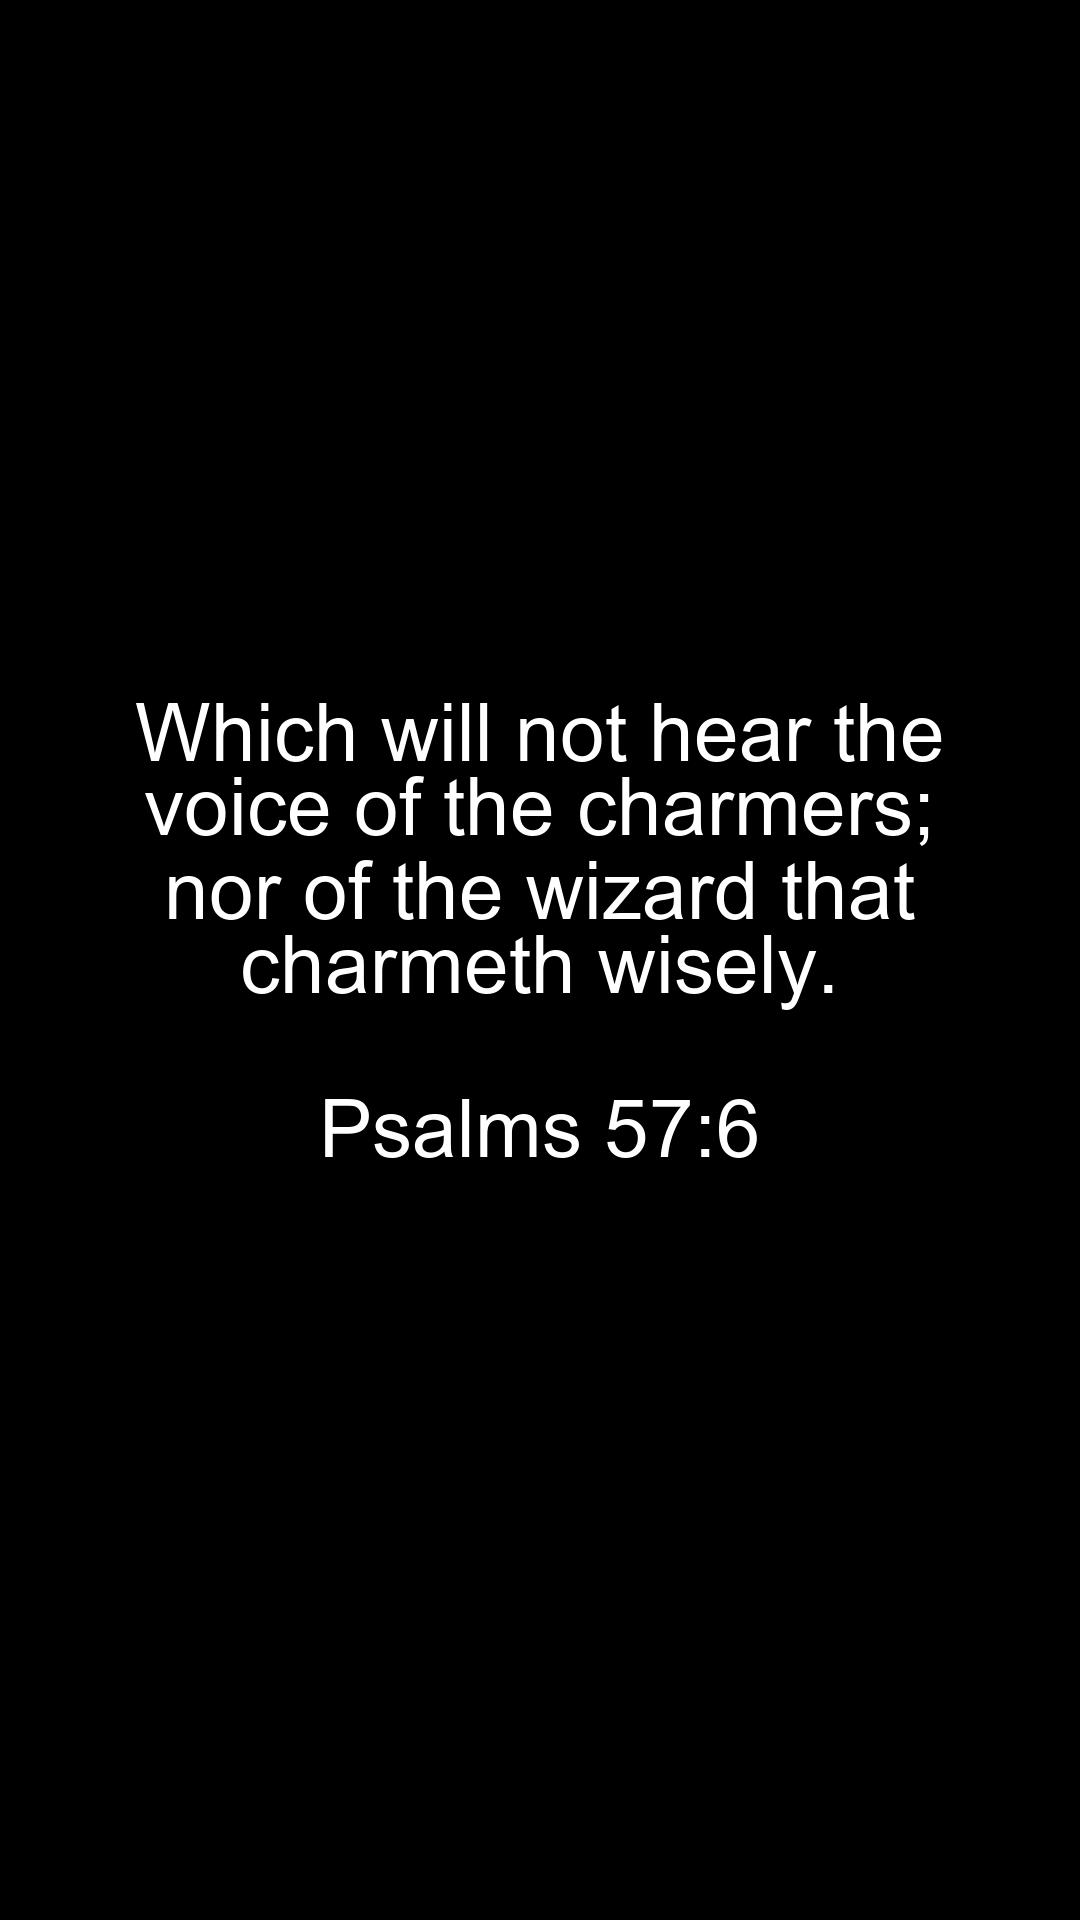 Which will not hear the
voice of the charmers;
nor of the wizard that
charmeth wisely.
Psalms 57:6